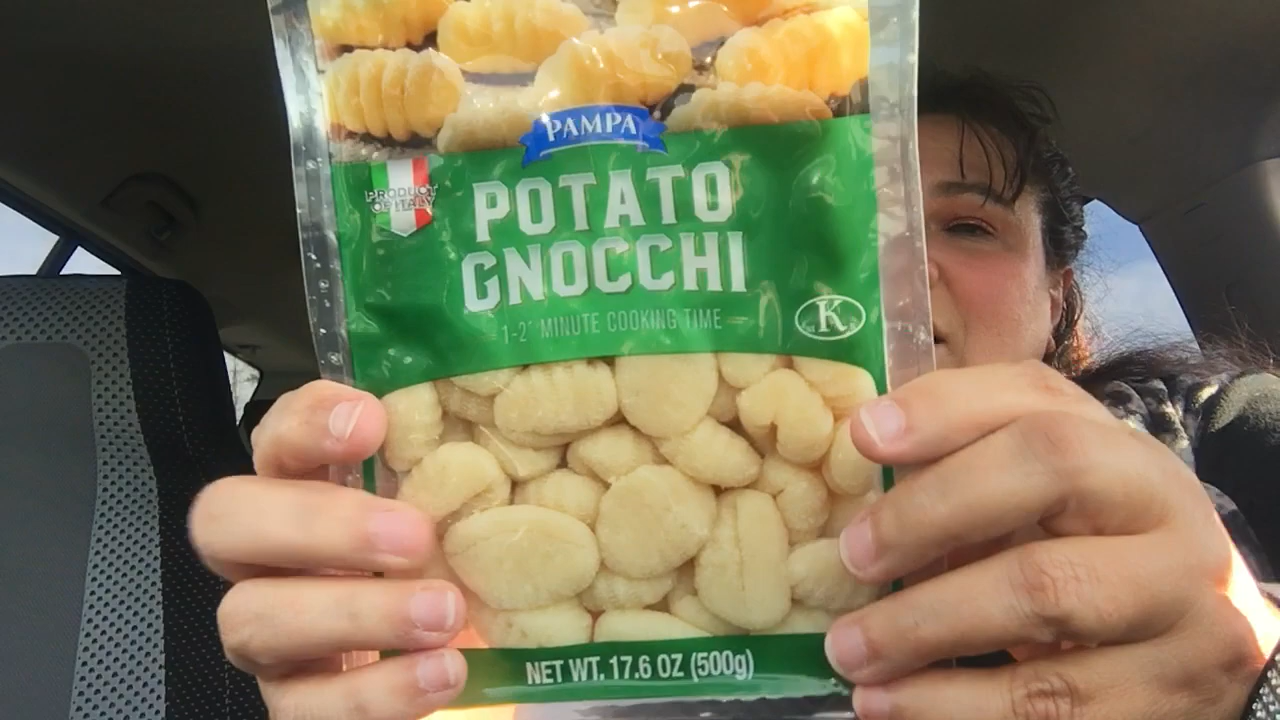 PAMPA
PRODUCT
OF ITALY
POTATO
GNOCCHI
1-2' MINUTE COOKING TIME
K
NET WT. 17.6 OZ (500g)